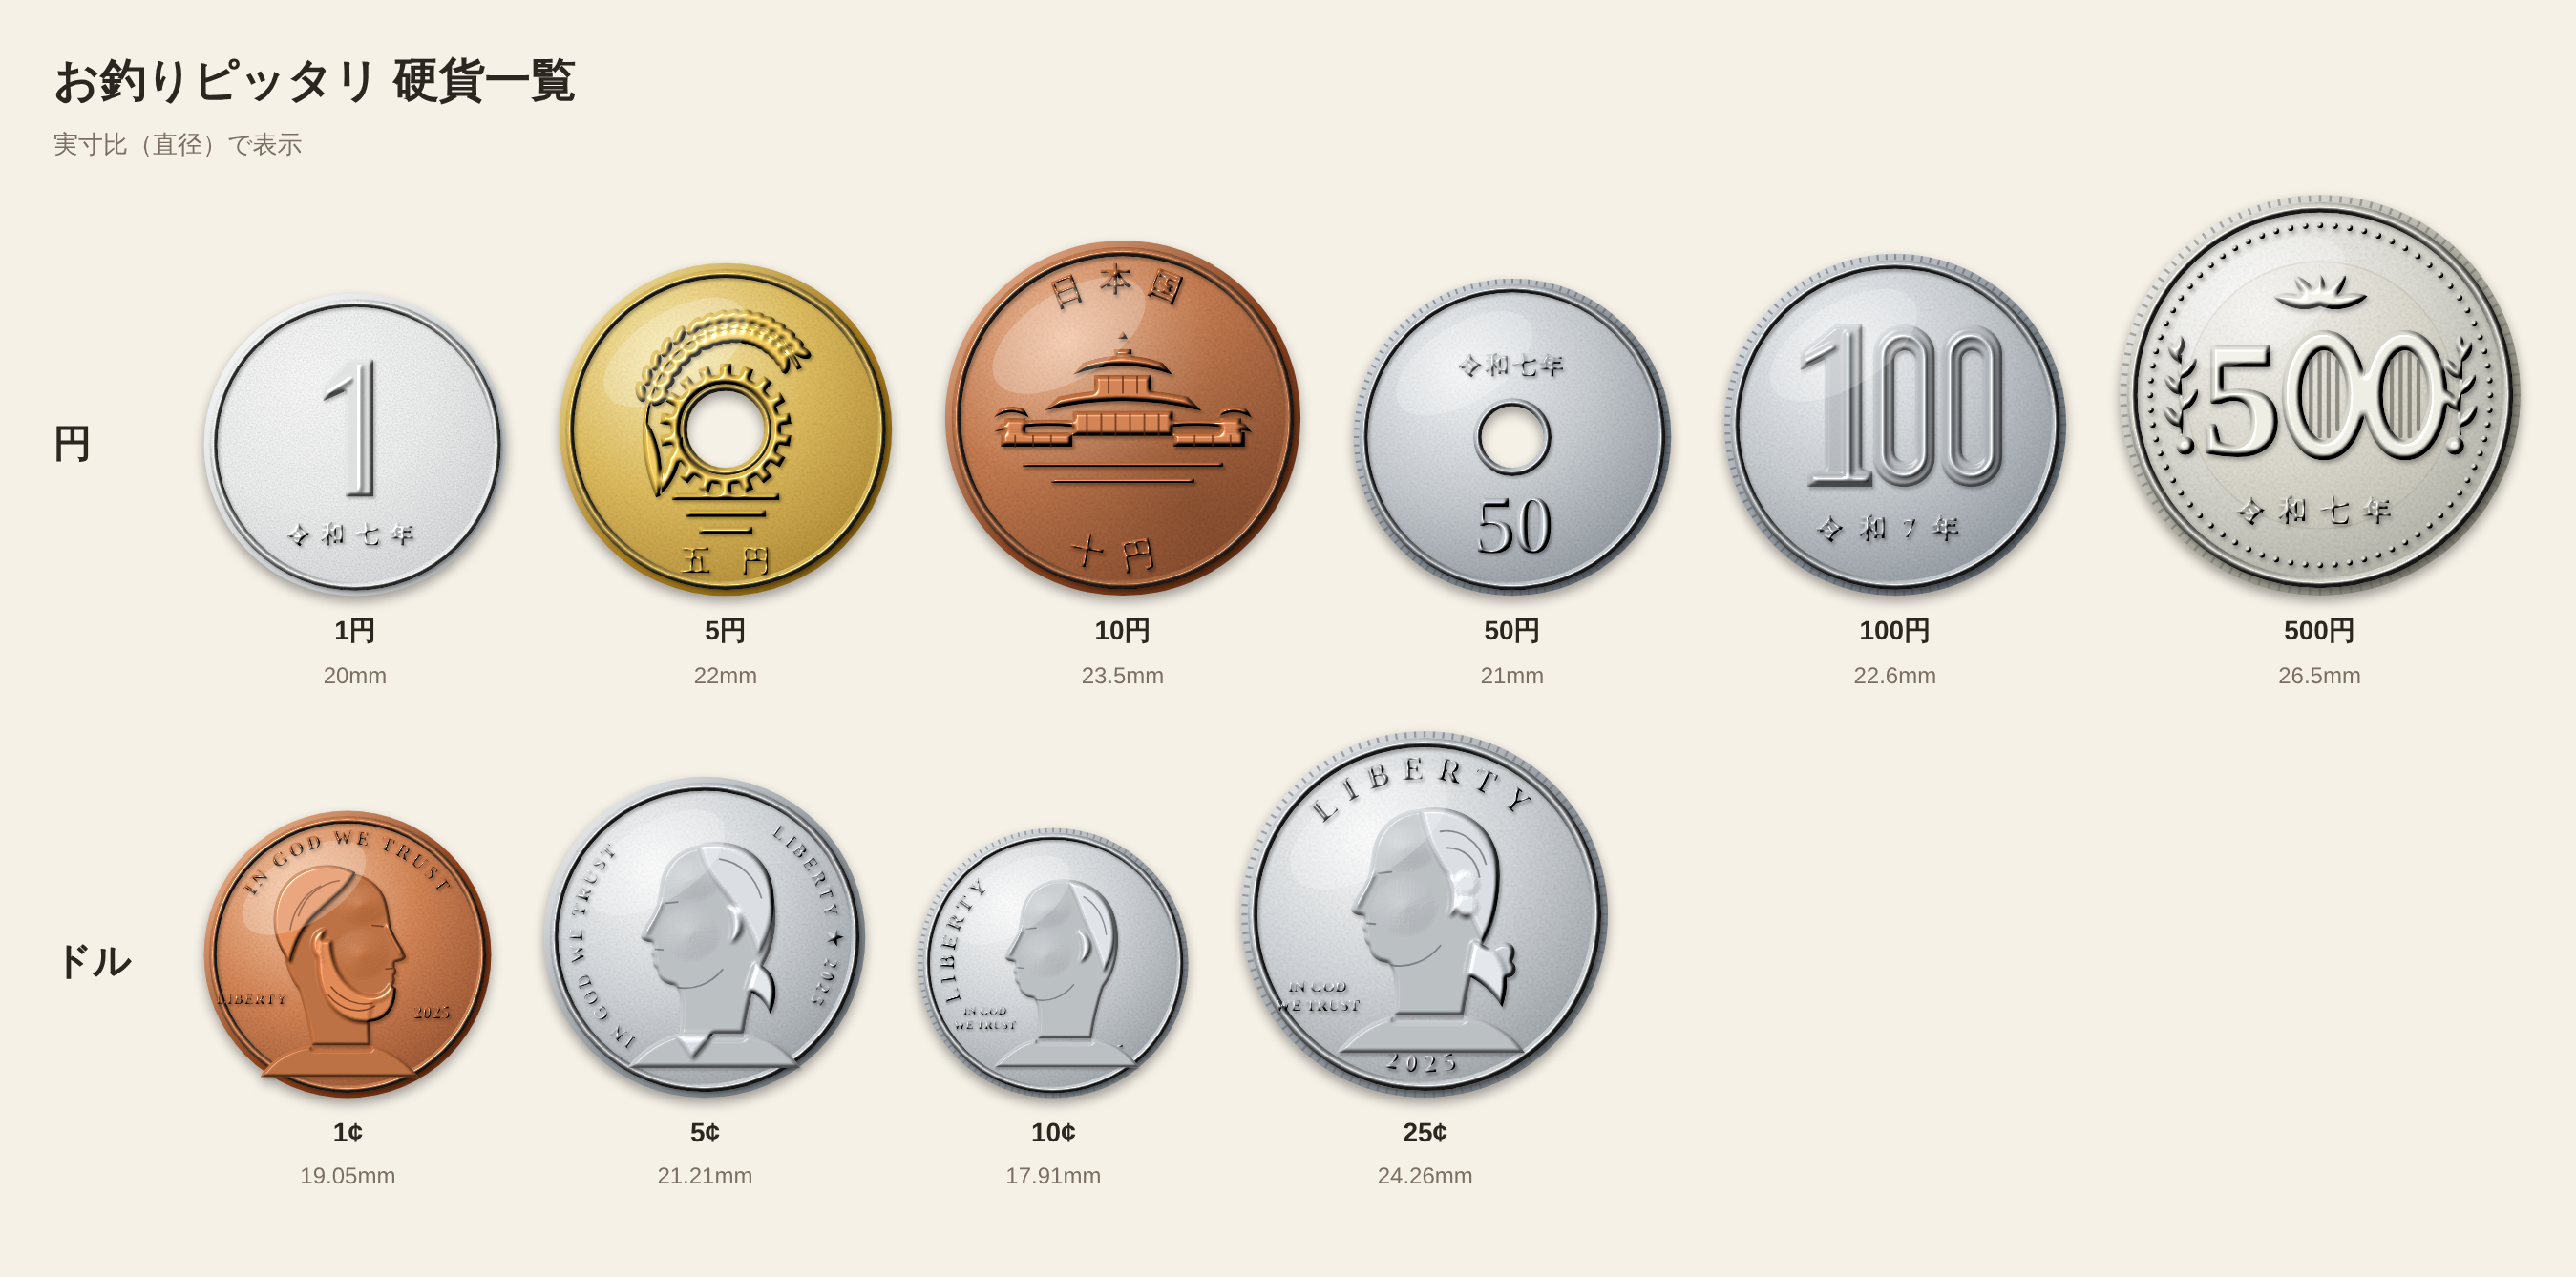 お釣りピッタリ 硬貨一覧
実寸比（直径）で表示
円
1
令和七年
五 円
日本国
十円
令和七年
50
100
令和7年
500
令和七年
1円
5円
10円
50円
100円
500円
20mm
22mm
23.5mm
21mm
22.6mm
26.5mm
ドル
IN GOD WE TRUST
LIBERTY
2025
IN GOD WE TRUST
LIBERTY ★ 2025
LIBERTY
IN GOD
WE TRUST
LIBERTY
IN GOD
WE TRUST
2025
1¢
5¢
10¢
25¢
19.05mm
21.21mm
17.91mm
24.26mm